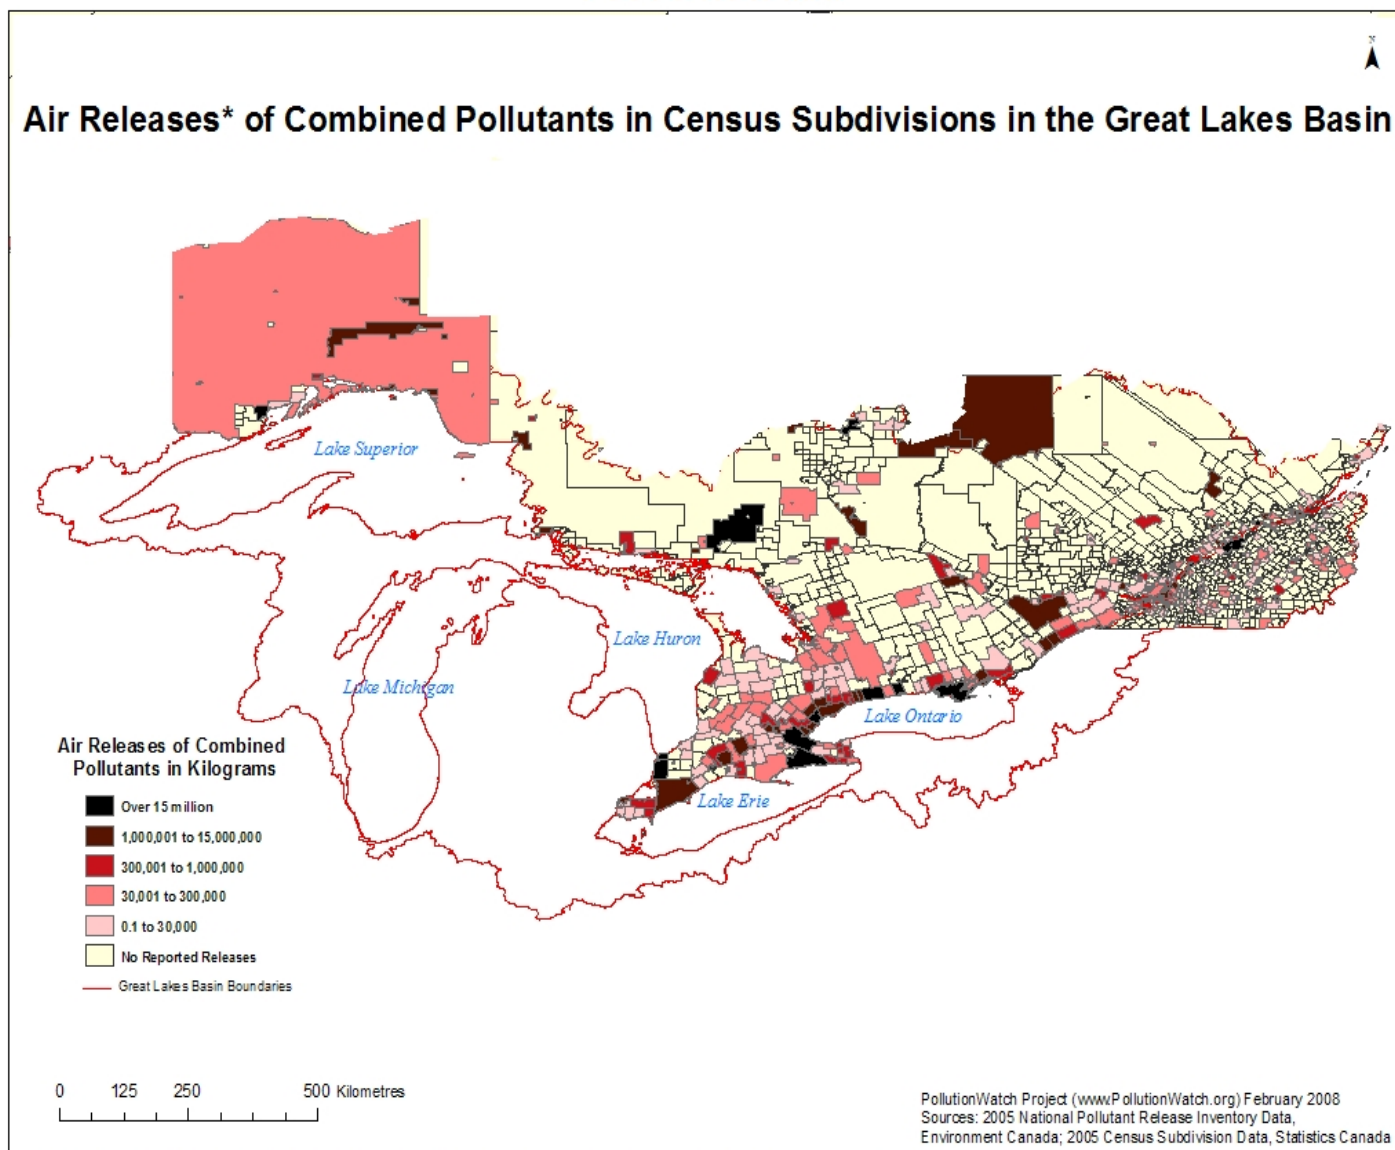 N
Air Releases* of Combined Pollutants in Census Subdivisions in the Great Lakes Basin
Lake Superior
Lake Huron
Lake Michigan
Lake Ontario
Lake Erie
Air Releases of Combined
Pollutants in Kilograms
Over 15 million
1,000,001 to 15,000,000
300,001 to 1,000,000
30,001 to 300,000
0.1 to 30,000
No Reported Releases
Great Lakes Basin Boundaries
0 125 250 500 Kilometres
PollutionWatch Project (www.PollutionWatch.org) February 2008
Sources: 2005 National Pollutant Release Inventory Data,
Environment Canada; 2005 Census Subdivision Data, Statistics Canada